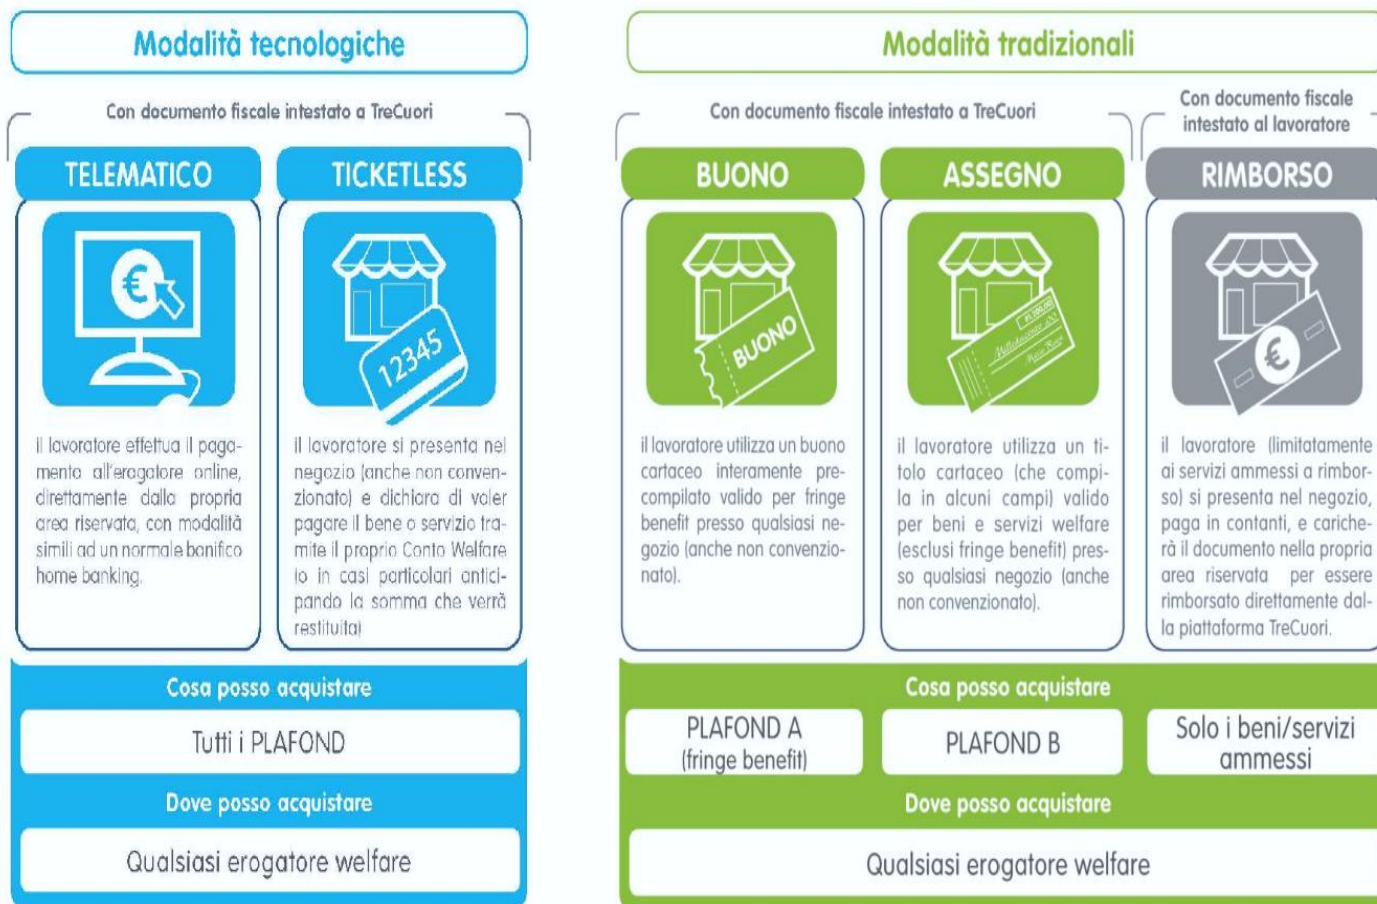 Modalità tecnologiche
Con documento fiscale intestato a TreCuori
TELEMATICO
€
il lavoratore effettua il paga-
mento all'erogatore online,
direttamente dalla propria
area riservata, con modalità
simili ad un normale bonifico
home banking.
TICKETLESS
12345
il lavoratore si presenta nel
negozio (anche non conven-
zionato) e dichiara di voler
pagare il bene o servizio tra-
mite il proprio Conto Welfare
(o in casi particolari antici-
pando la somma che verrà
restituita)
Cosa posso acquistare
Tutti i PLAFOND
Dove posso acquistare
Qualsiasi erogatore welfare
Modalità tradizionali
Con documento fiscale intestato a TreCuori
BUONO
BUONO
il lavoratore utilizza un buono
cartaceo interamente pre-
compilato valido per fringe
benefit presso qualsiasi ne-
gozio (anche non convenzio-
nato).
ASSEGNO
il lavoratore utilizza un ti-
tolo cartaceo (che compi-
la in alcuni campi) valido
per beni e servizi welfare
(esclusi fringe benefit) pres-
so qualsiasi negozio (anche
non convenzionato).
Con documento fiscale
intestato al lavoratore
RIMBORSO
€
il lavoratore (limitatamente
ai servizi ammessi a rimbor-
so) si presenta nel negozio,
paga in contanti, e cariche-
rà il documento nella propria
area riservata per essere
rimborsato direttamente dal-
la piattaforma TreCuori.
Cosa posso acquistare
PLAFOND A
(fringe benefit)
PLAFOND B
Solo i beni/servizi
ammessi
Dove posso acquistare
Qualsiasi erogatore welfare